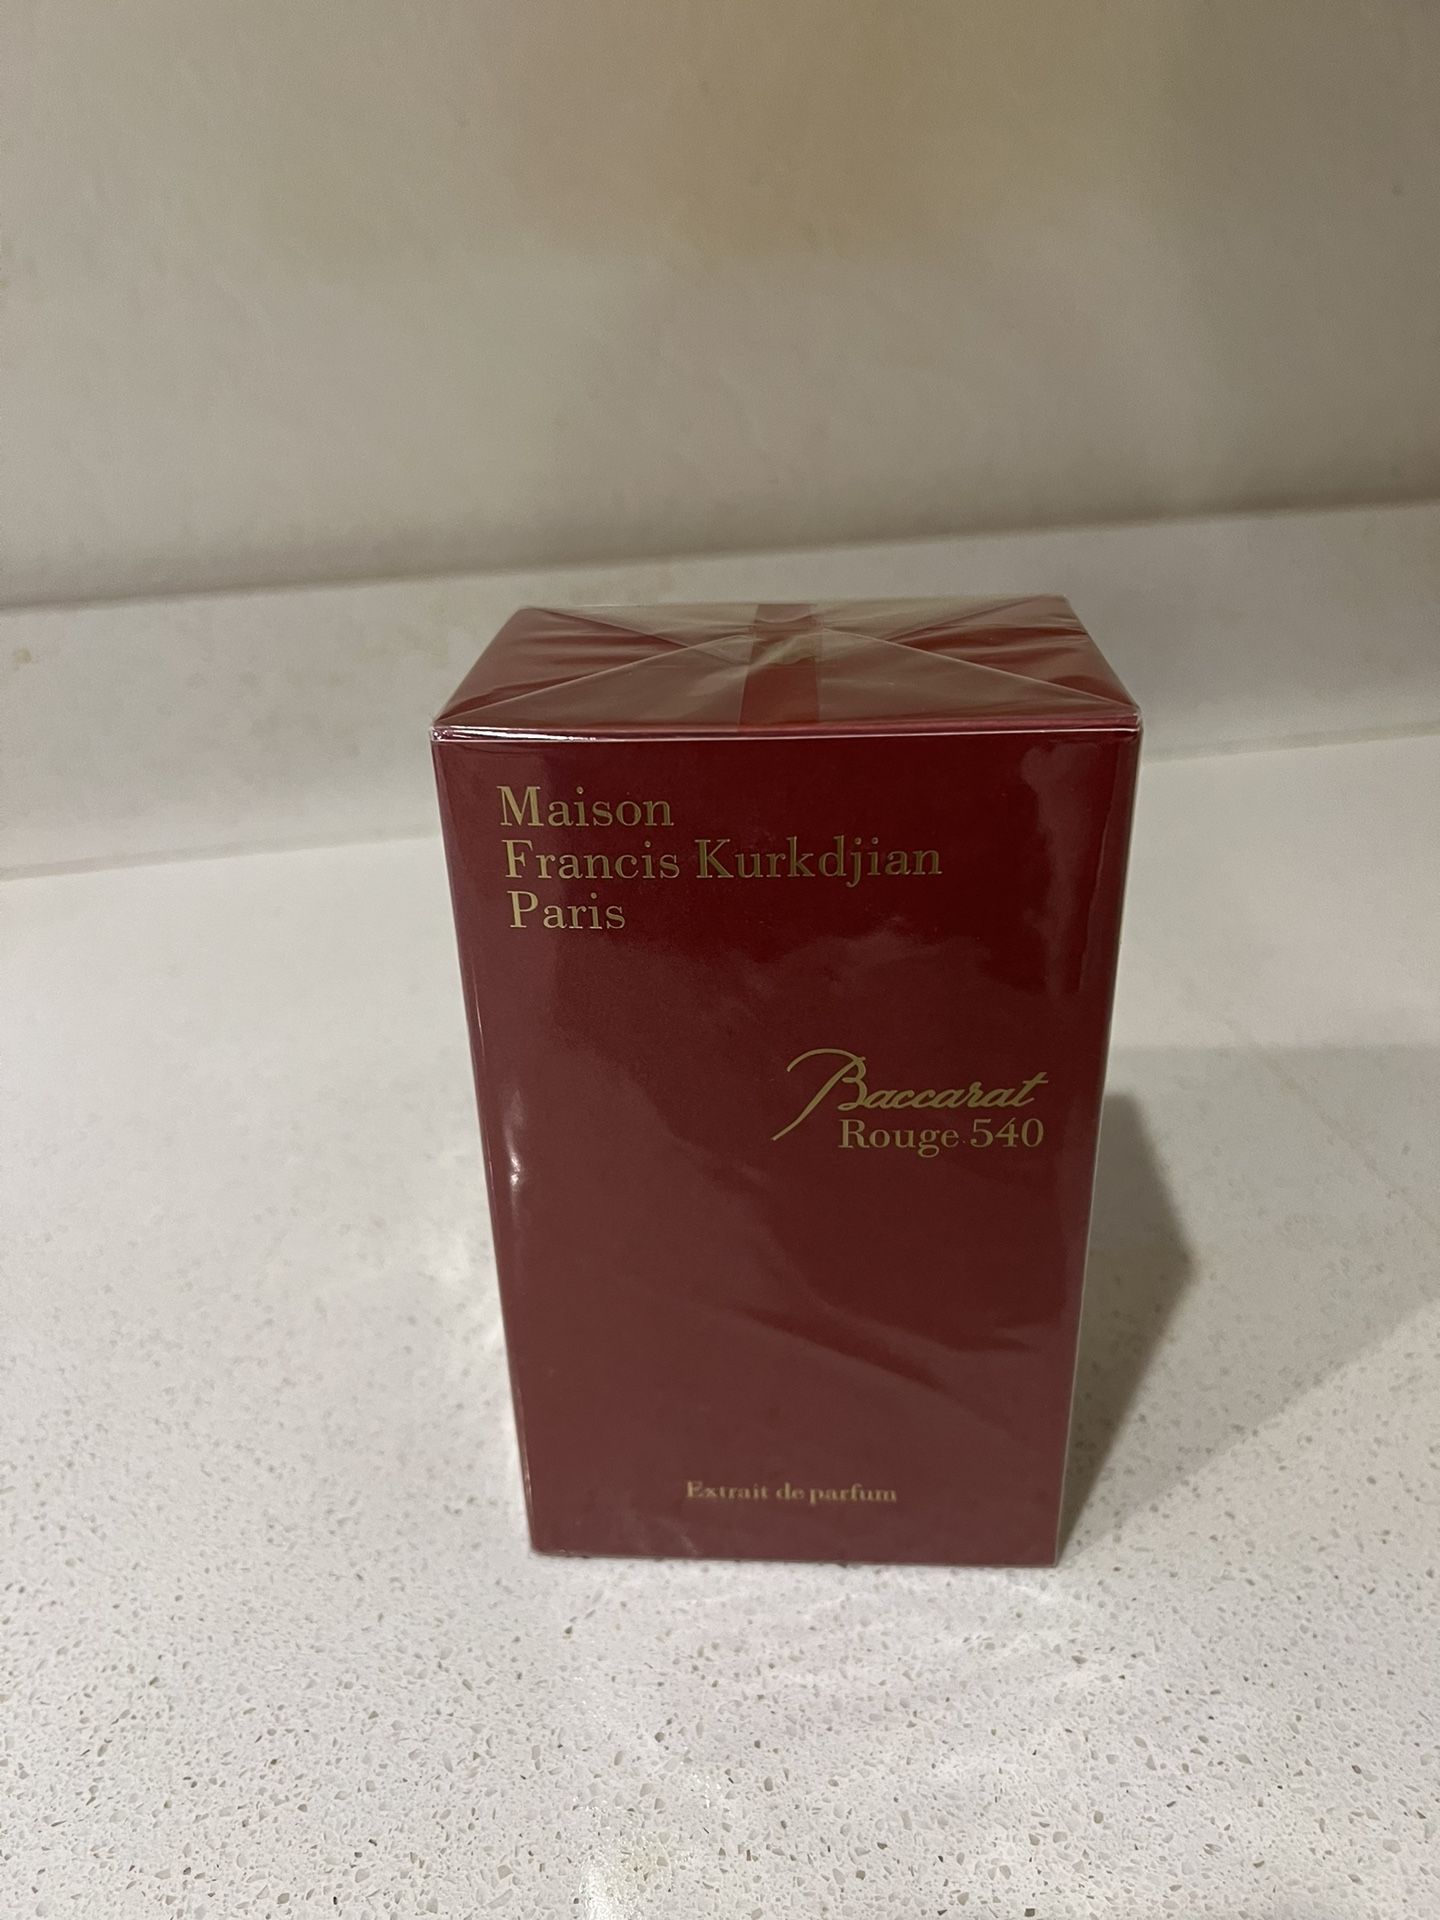 Maison
Francis Kurkdjian
Paris
Baccarat
Rouge 540
Extrait de parfum